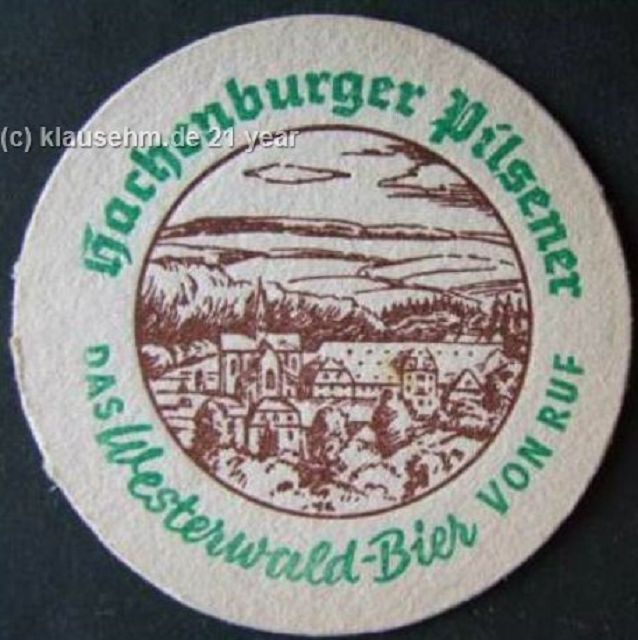 Hachenburger Pilsener
DAS Westerwald-Bier VON RUF
(c) klausehm.de 21 year